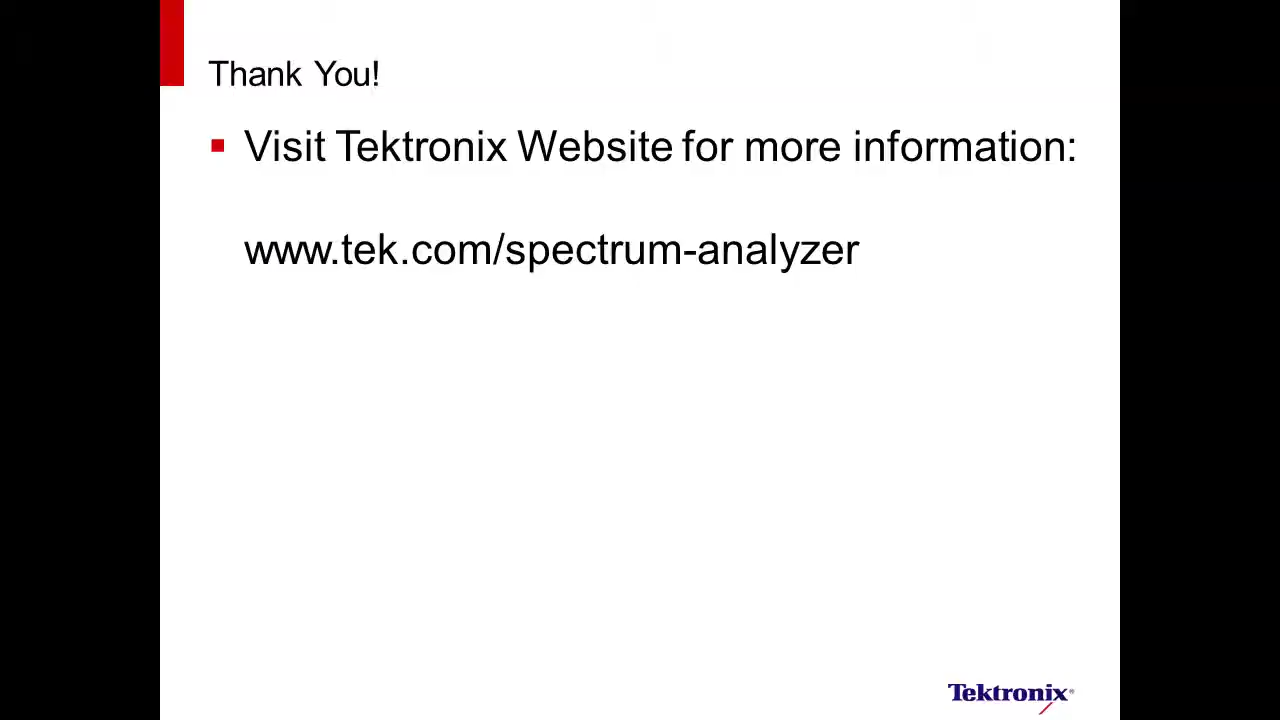 Thank You!
Visit Tektronix Website for more information:
www.tek.com/spectrum-analyzer
Tektronix®